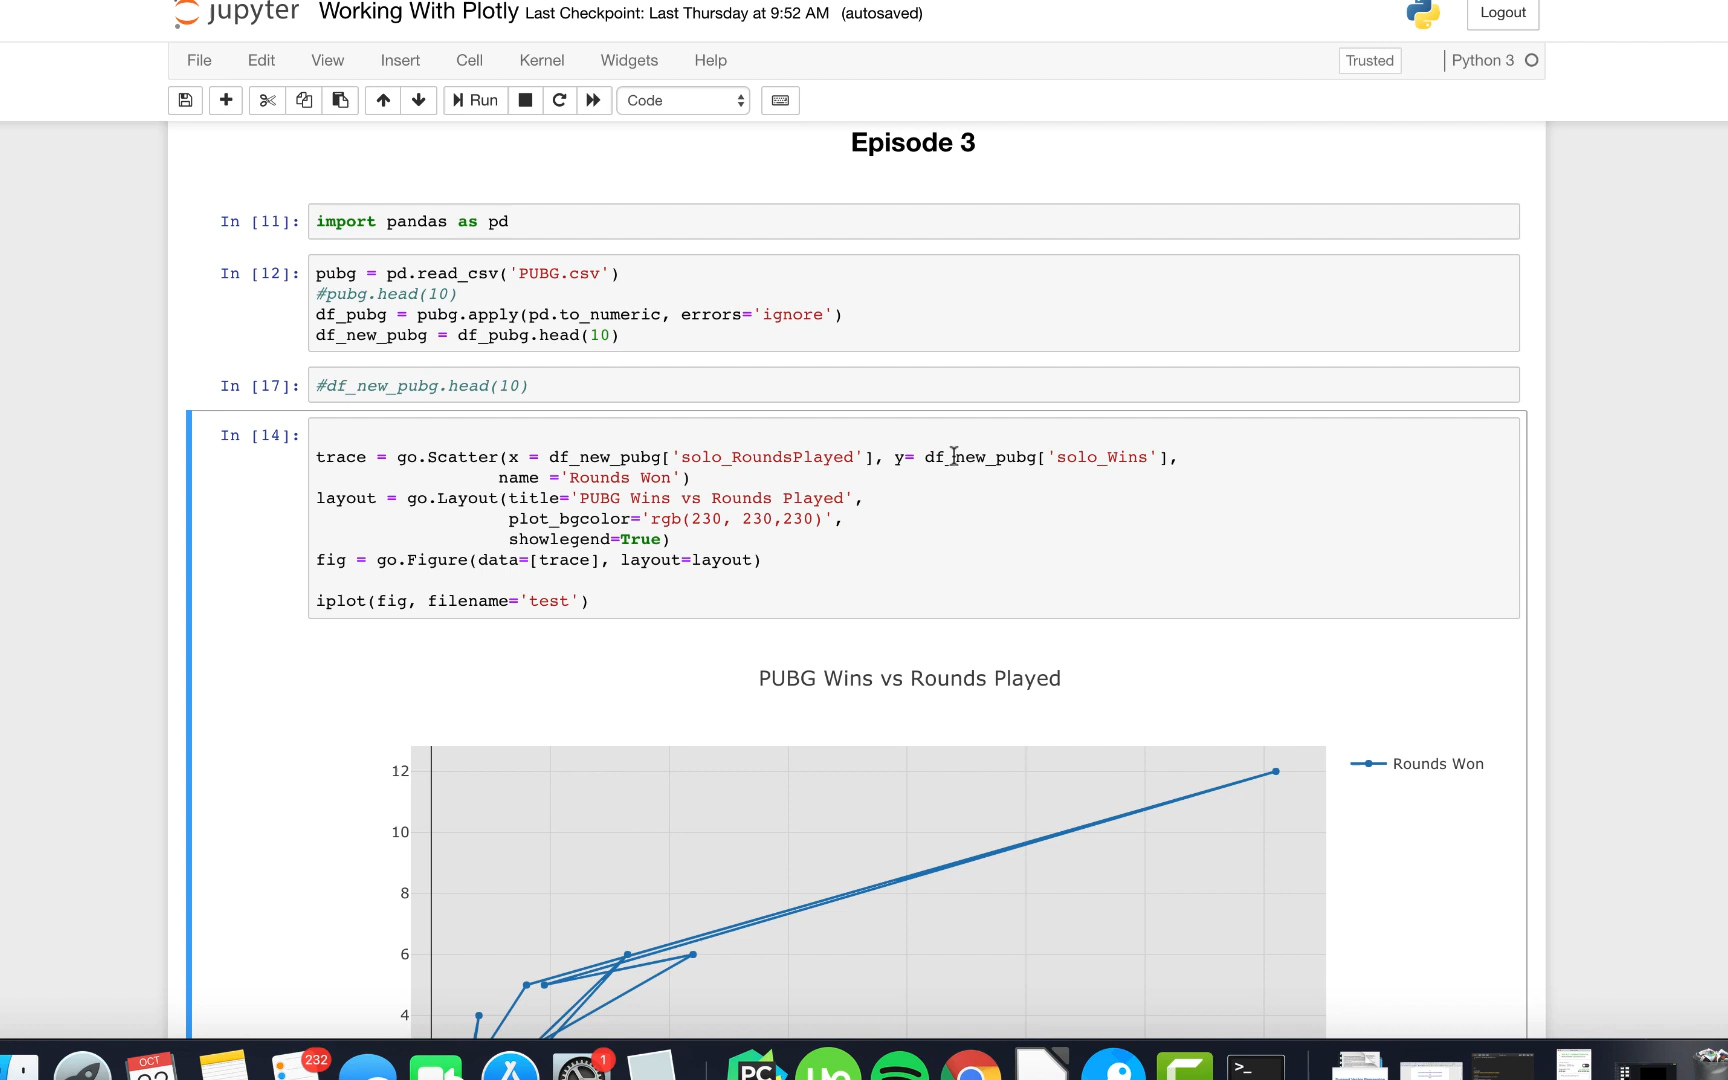 jupyter Working With Plotly Last Checkpoint: Last Thursday at 9:52 AM (autosaved) Logout
File Edit View Insert Cell Kernel Widgets Help Trusted Python 3
Run Code
Episode 3
In [11]: import pandas as pd
In [12]: pubg = pd.read_csv('PUBG.csv')
#pubg.head(10)
df_pubg = pubg.apply(pd.to_numeric, errors='ignore')
df_new_pubg = df_pubg.head(10)
In [17]: #df_new_pubg.head(10)
In [14]:
trace = go.Scatter(x = df_new_pubg['solo_RoundsPlayed'], y= df_new_pubg['solo_Wins'],
name ='Rounds Won')
layout = go.Layout(title='PUBG Wins vs Rounds Played',
plot_bgcolor='rgb(230, 230,230)',
showlegend=True)
fig = go.Figure(data=[trace], layout=layout)
iplot(fig, filename='test')
PUBG Wins vs Rounds Played
12
Rounds Won
10
8
6
4
OCT
232
1
PC
>_